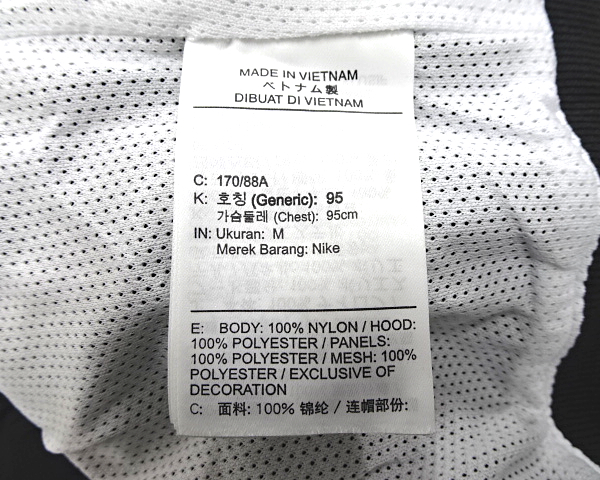 MADE IN VIETNAM
ベトナム製
DIBUAT DI VIETNAM
C: 170/88A
K: 호칭 (Generic): 95
가슴둘레 (Chest): 95cm
IN: Ukuran: M
Merek Barang: Nike
E: BODY: 100% NYLON / HOOD:
100% POLYESTER / PANELS:
100% POLYESTER / MESH: 100%
POLYESTER / EXCLUSIVE OF
DECORATION
C: 面料: 100% 锦纶 / 连帽部份: